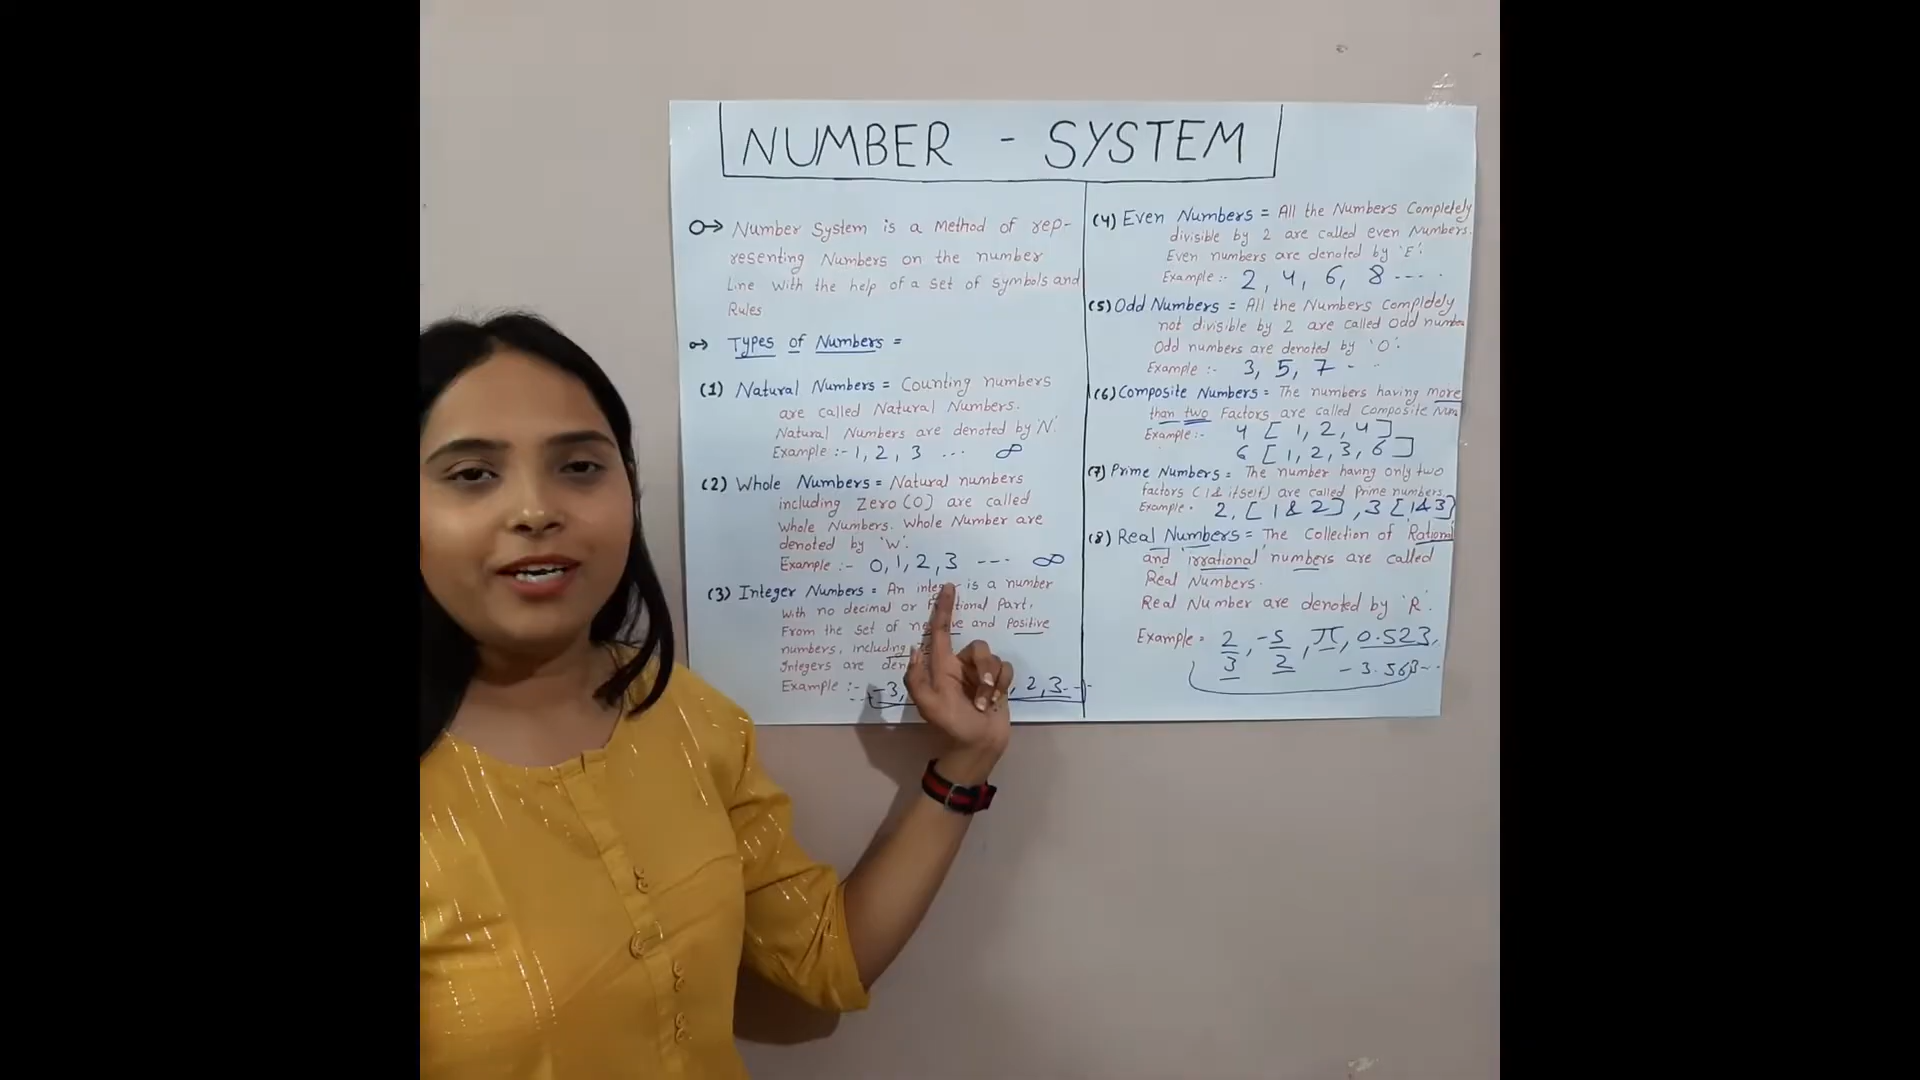 NUMBER - SYSTEM
Number System is a Method of rep-
resenting Numbers on the number
Line with the help of a set of symbols and
Rules
Types of Numbers =
(1) Natural Numbers = Counting numbers
are called Natural Numbers.
Natural Numbers are denoted by 'N'.
Example :- 1, 2, 3 ... ∞
(2) Whole Numbers = Natural numbers
including Zero (0) are called
Whole Numbers. Whole Number are
denoted by 'W'.
Example :- 0, 1, 2, 3 --- ∞
(3) Integer Numbers = An integer is a number
with no decimal or part.
From the set of and Positive
numbers, including
Integers are
Example :- -3, , 2, 3
(4) Even Numbers = All the Numbers Completely
divisible by 2 are called even Numbers.
Even numbers are denoted by 'E'.
Example :- 2, 4, 6, 8 ----
(5) Odd Numbers = All the Numbers Completely
not divisible by 2 are called Odd
Odd numbers are denoted by 'O'.
Example :- 3, 5, 7 -
(6) Composite Numbers = The numbers having more
than two Factors are called Composite
Example :- 4 [ 1, 2, 4 ]
6 [ 1, 2, 3, 6 ]
(7) Prime Numbers = The number having only two
factors (1 & itself) are called Prime numbers.
Example - 2, [ 1 & 2 ], 3 [ 1 & 3 ]
(8) Real Numbers = The Collection of 'Rational'
and 'irrational' numbers are called
Real Numbers.
Real Number are denoted by 'R'.
Example = 2/3, -5/2, π, 0.523,
-3.563--